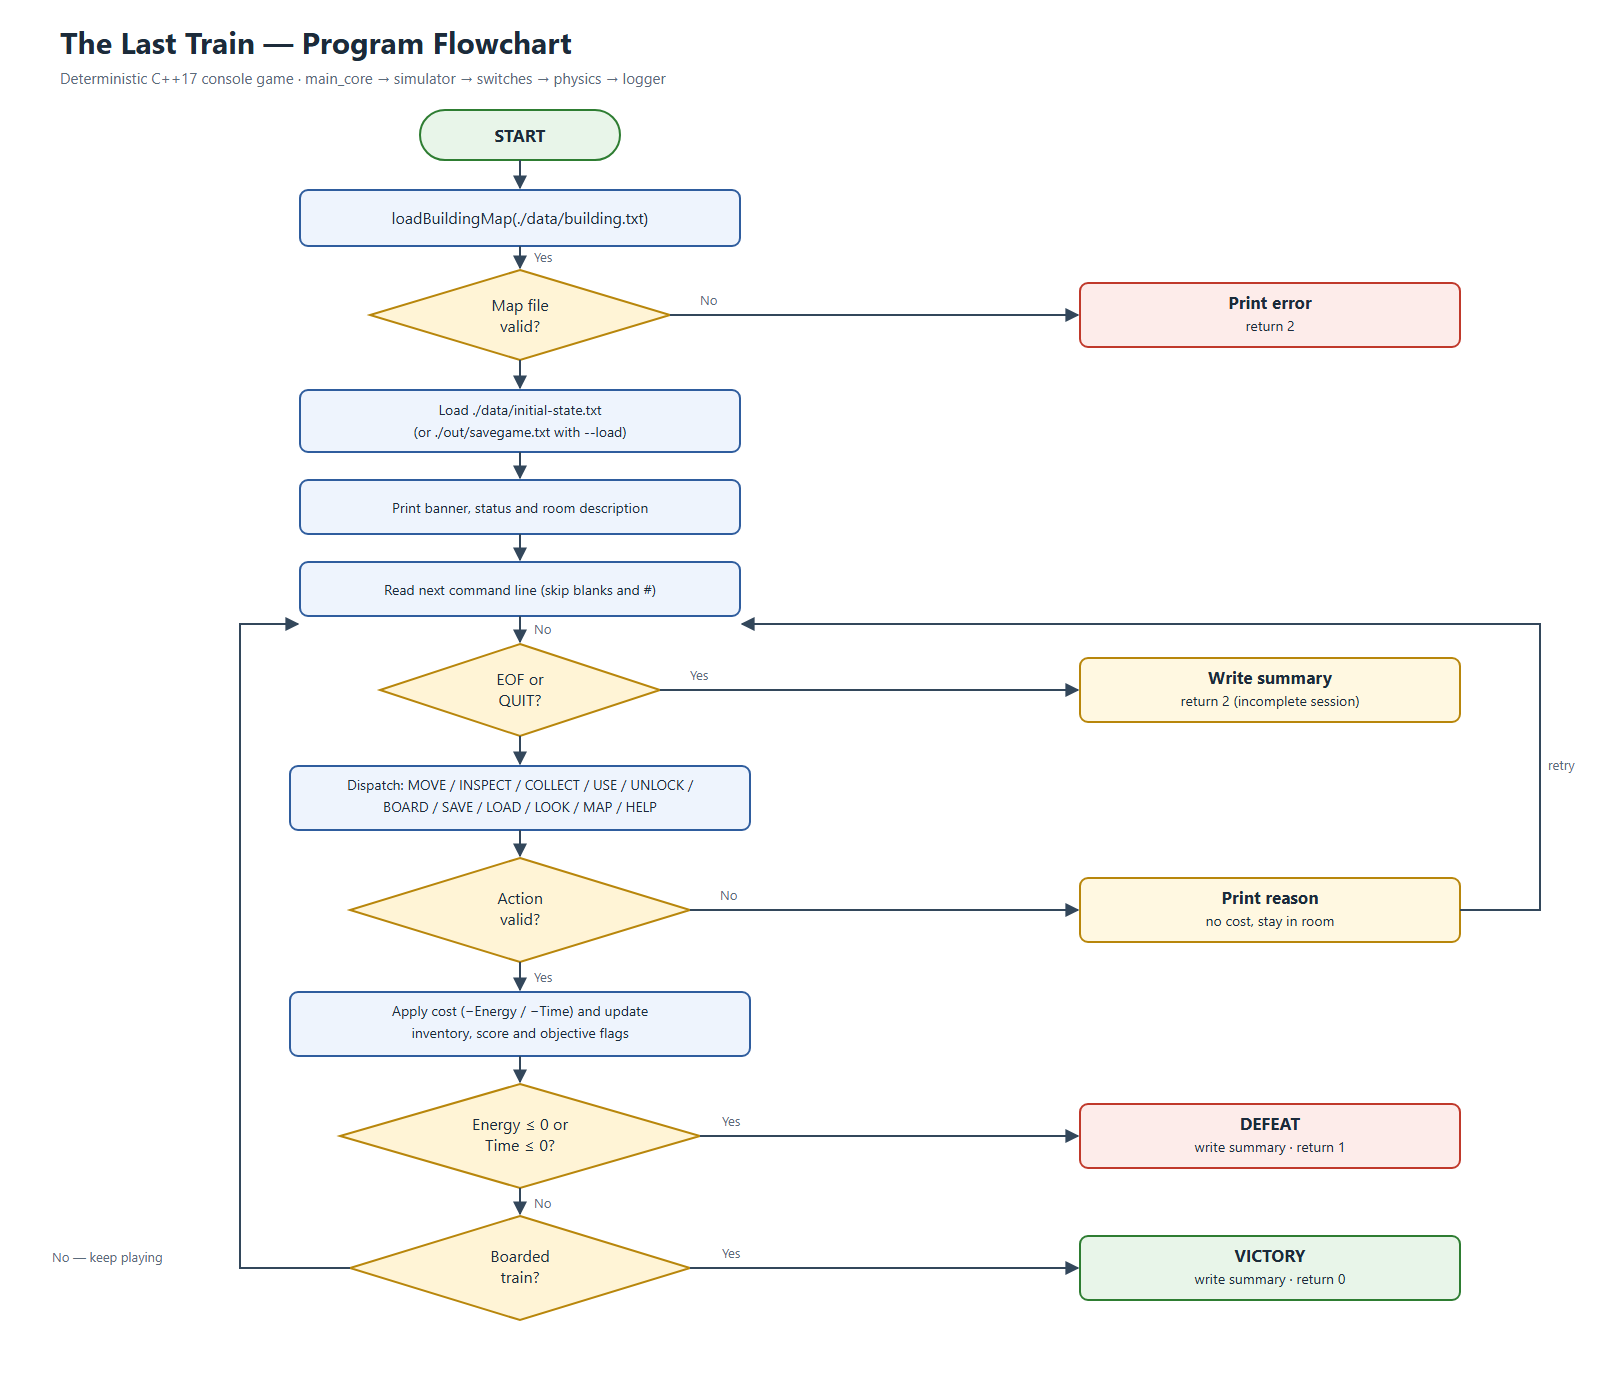 The Last Train — Program Flowchart
Deterministic C++17 console game · main_core → simulator → switches → physics → logger
START
loadBuildingMap(./data/building.txt)
Yes
Map file
valid?
No
Print error
return 2
Load ./data/initial-state.txt
(or ./out/savegame.txt with --load)
Print banner, status and room description
Read next command line (skip blanks and #)
No
EOF or
QUIT?
Yes
Write summary
return 2 (incomplete session)
retry
Dispatch: MOVE / INSPECT / COLLECT / USE / UNLOCK /
BOARD / SAVE / LOAD / LOOK / MAP / HELP
Action
valid?
No
Print reason
no cost, stay in room
Yes
Apply cost (−Energy / −Time) and update
inventory, score and objective flags
Energy ≤ 0 or
Time ≤ 0?
Yes
DEFEAT
write summary · return 1
No
No — keep playing
Boarded
train?
Yes
VICTORY
write summary · return 0